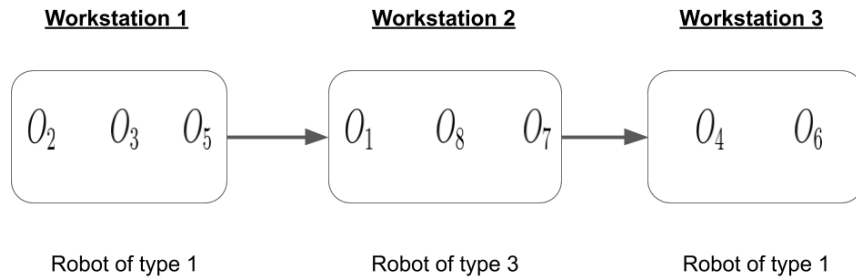 Workstation 1 Workstation 2 Workstation 3
O₂ O₃ O₅ O₁ O₈ O₇ O₄ O₆
Robot of type 1 Robot of type 3 Robot of type 1